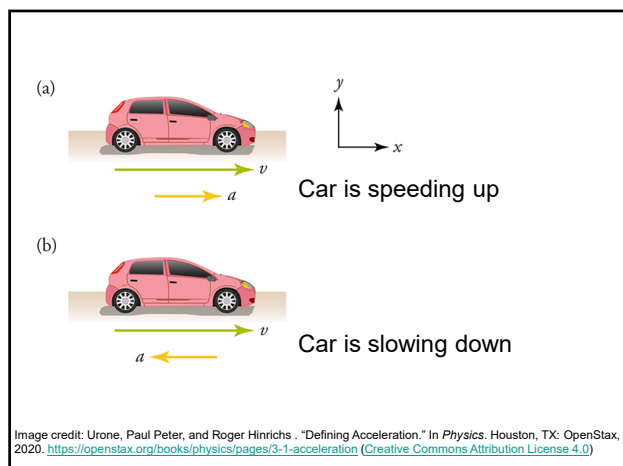 (a)
y
x
v
a
Car is speeding up
(b)
v
a
Car is slowing down
Image credit: Urone, Paul Peter, and Roger Hinrichs . “Defining Acceleration.” In Physics. Houston, TX: OpenStax,
2020. https://openstax.org/books/physics/pages/3-1-acceleration (Creative Commons Attribution License 4.0)